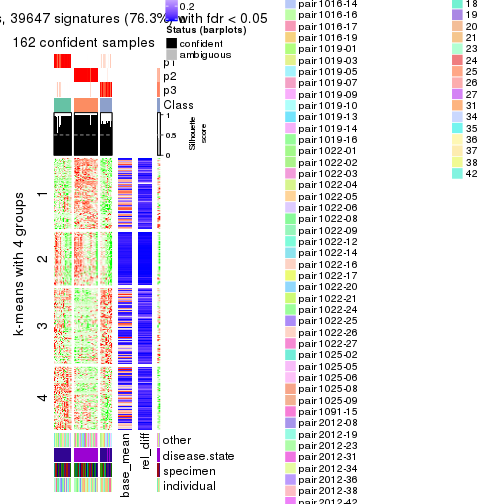 s, 39647 signatures (76.3%) with fdr < 0.05
162 confident samples
0.2
0
Status (barplots)
confident
ambiguous
p1
p2
p3
Class
1
0.5
0
Silhouette
score
k-means with 4 groups
1
2
3
4
base_mean
rel_diff
other
disease.state
specimen
individual
pair1016-14
pair1016-16
pair1016-17
pair1016-19
pair1019-01
pair1019-03
pair1019-05
pair1019-07
pair1019-09
pair1019-10
pair1019-13
pair1019-14
pair1019-16
pair1022-01
pair1022-02
pair1022-03
pair1022-04
pair1022-05
pair1022-06
pair1022-08
pair1022-09
pair1022-12
pair1022-14
pair1022-16
pair1022-17
pair1022-20
pair1022-21
pair1022-24
pair1022-25
pair1022-26
pair1022-27
pair1025-02
pair1025-05
pair1025-06
pair1025-08
pair1025-09
pair1091-15
pair2012-08
pair2012-19
pair2012-23
pair2012-31
pair2012-34
pair2012-36
pair2012-38
pair2012-42
18
19
20
21
24
25
26
27
31
34
35
36
37
38
42